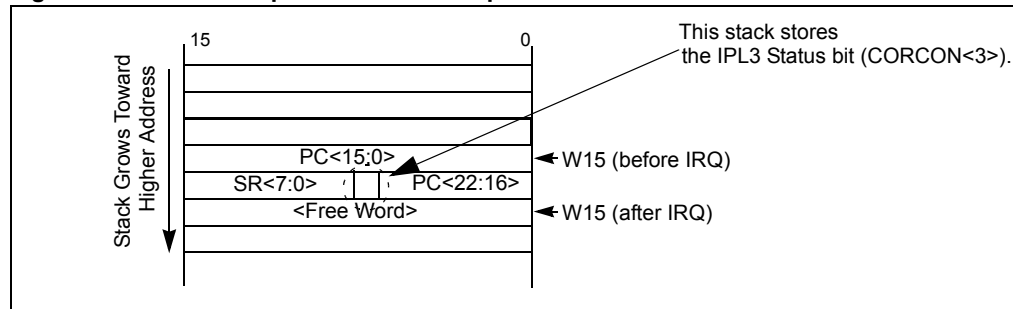 15
0
This stack stores
the IPL3 Status bit (CORCON<3>).
Stack Grows Toward
Higher Address
PC<15:0>
W15 (before IRQ)
SR<7:0>
PC<22:16>
<Free Word>
W15 (after IRQ)